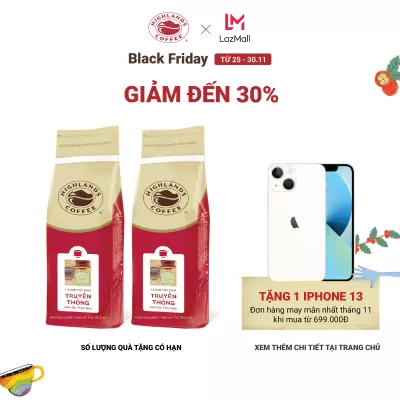 HIGHLANDS
COFFEE
LM
LazMall
Black Friday
TỪ 25 - 30.11
GIẢM ĐẾN 30%
HIGHLANDS
COFFEE
HIGHLANDS
COFFEE
TRUYỀN
THỐNG
TRUYỀN
THỐNG
TẶNG 1 IPHONE 13
Đơn hàng may mắn nhất tháng 11
khi mua từ 699.000Đ
SỐ LƯỢNG QUÀ TẶNG CÓ HẠN
XEM THÊM CHI TIẾT TẠI TRANG CHỦ